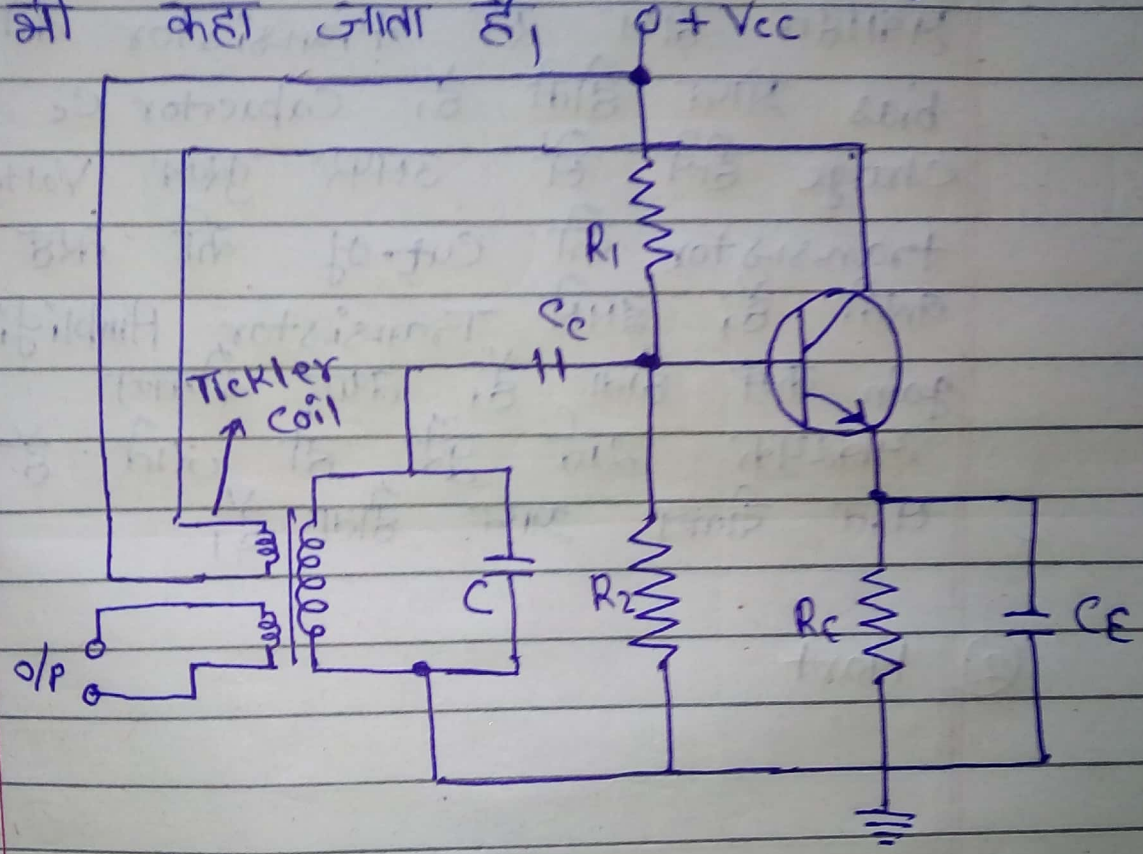 भी कहा जाता है,
+ Vcc
R1
Cc
Tickler
Coil
C
R2
RE
CE
O/P